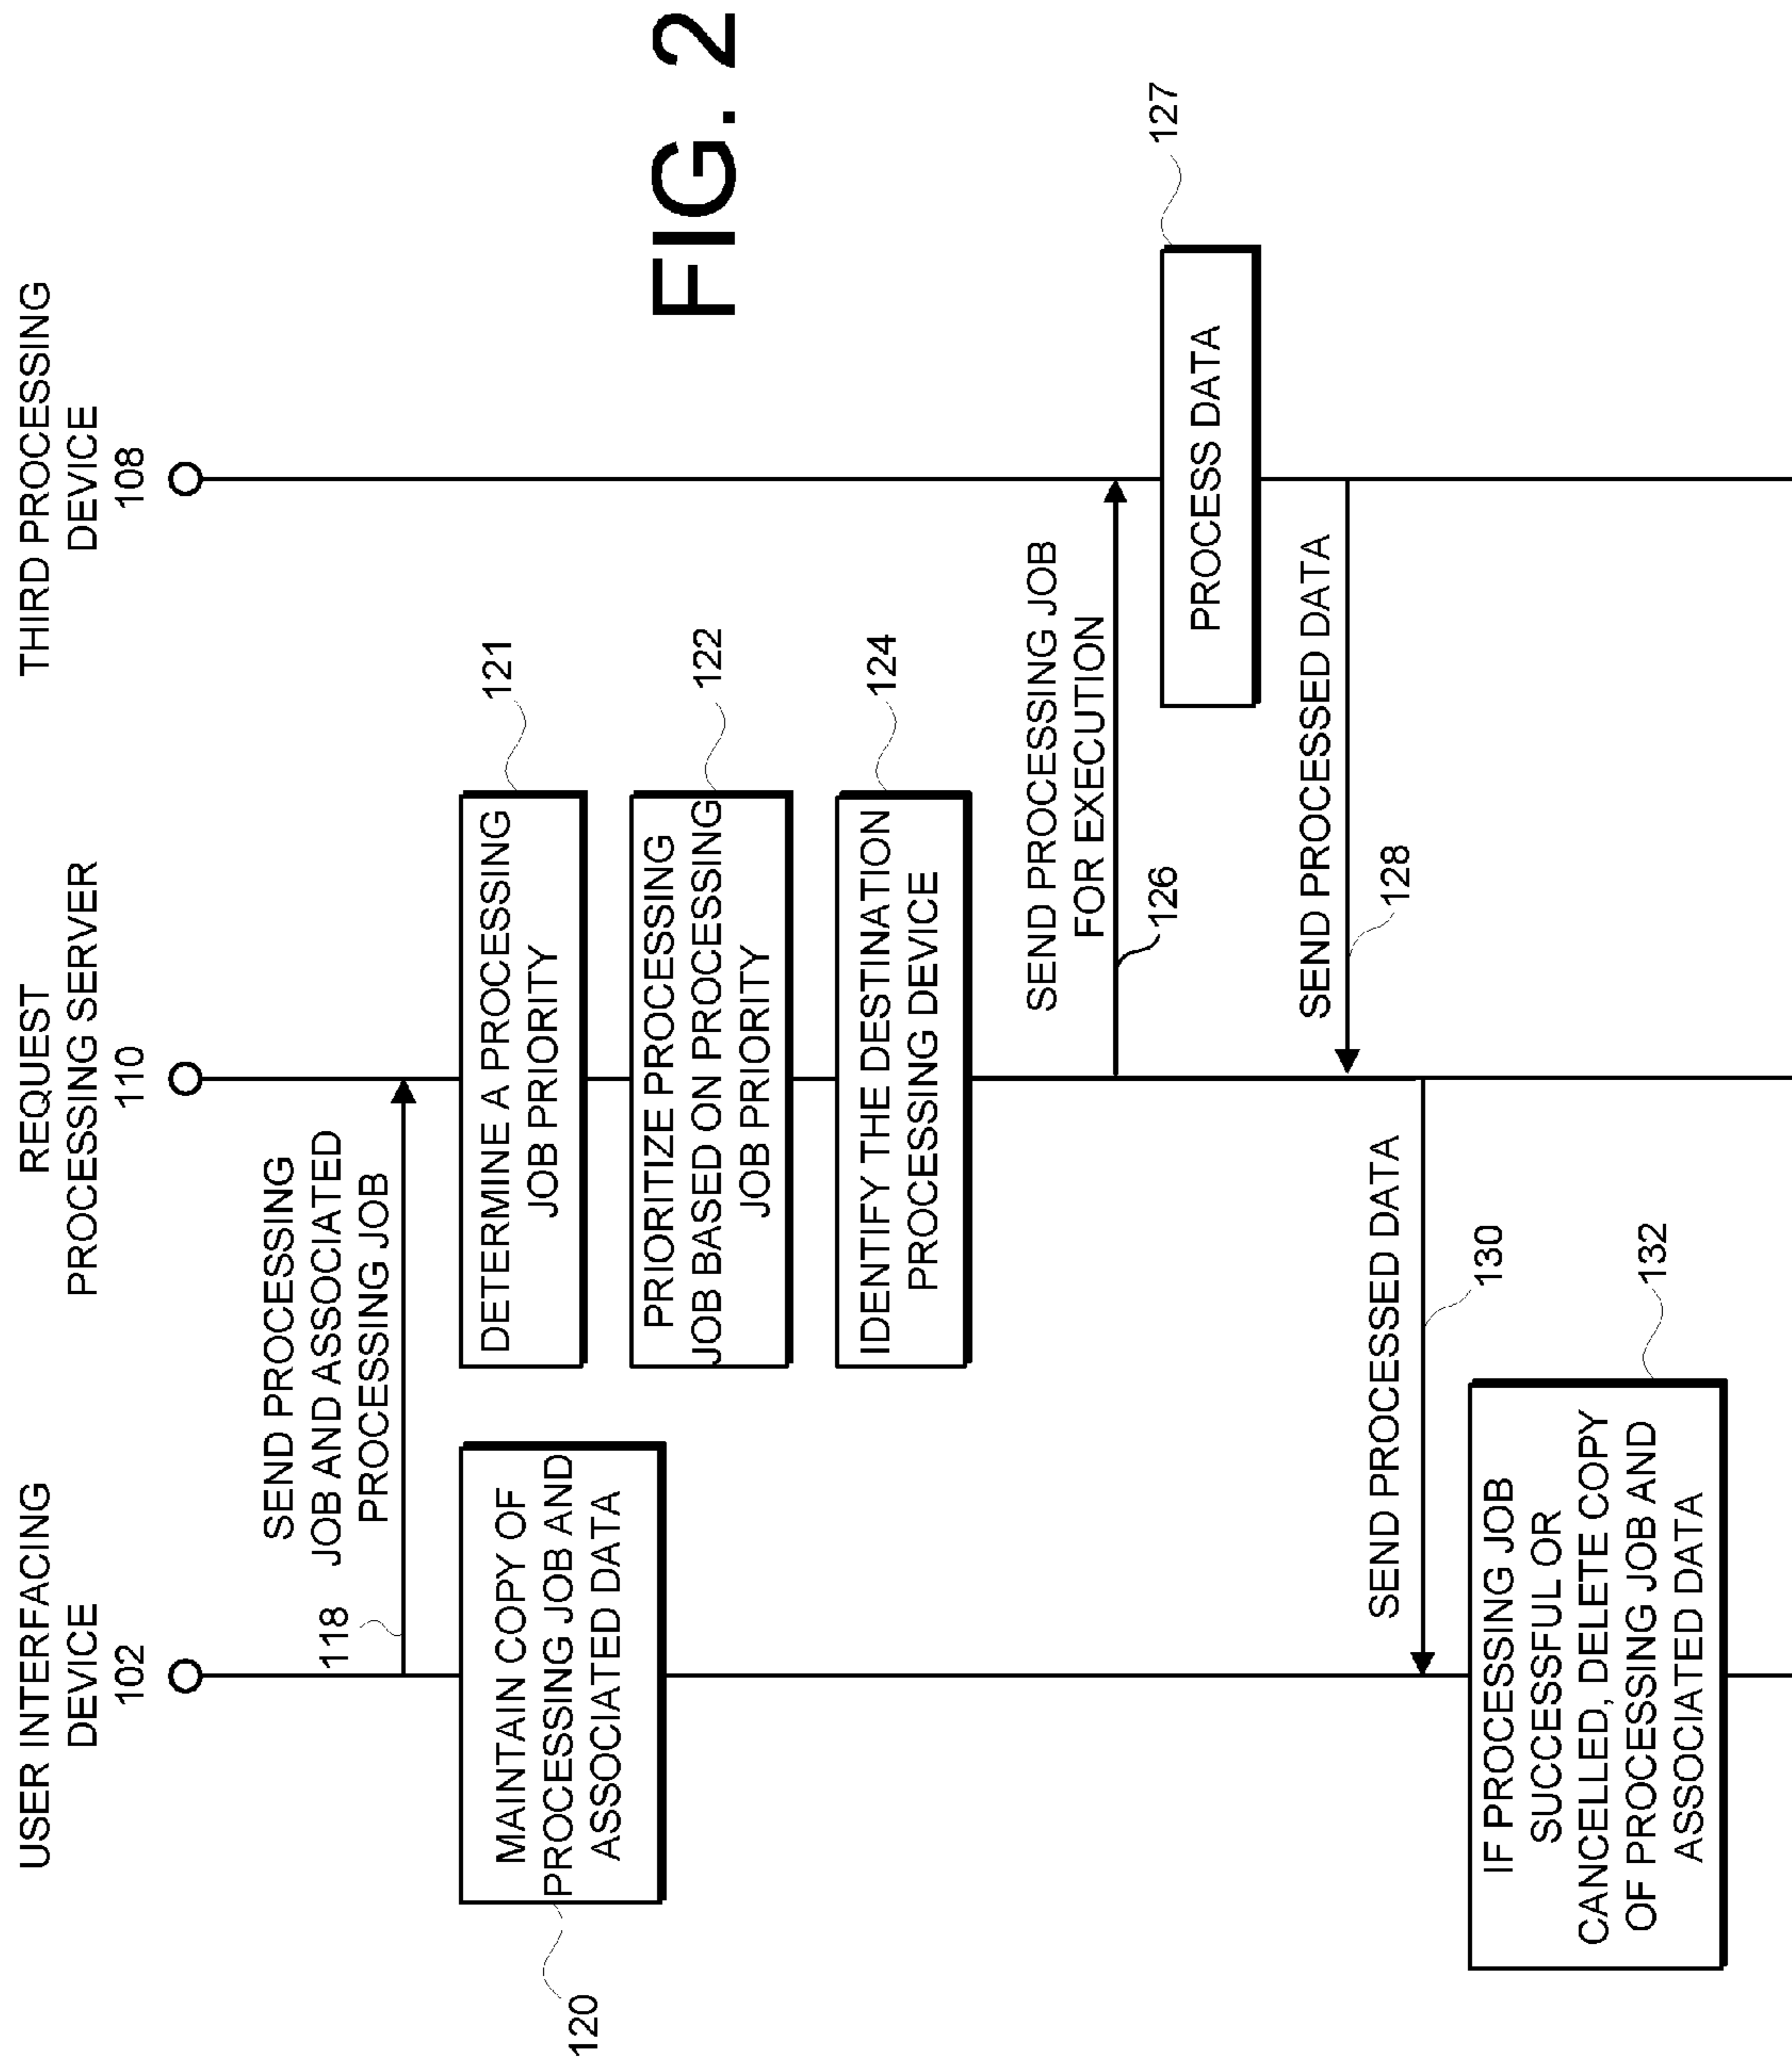 USER INTERFACING
DEVICE
102
REQUEST
PROCESSING SERVER
110
THIRD PROCESSING
DEVICE
108
118
SEND PROCESSING
JOB AND ASSOCIATED
PROCESSING JOB
120
MAINTAIN COPY OF
PROCESSING JOB AND
ASSOCIATED DATA
DETERMINE A PROCESSING
JOB PRIORITY
121
PRIORITIZE PROCESSING
JOB BASED ON PROCESSING
JOB PRIORITY
122
IDENTIFY THE DESTINATION
PROCESSING DEVICE
124
SEND PROCESSING JOB
FOR EXECUTION
126
PROCESS DATA
127
SEND PROCESSED DATA
128
SEND PROCESSED DATA
130
IF PROCESSING JOB
SUCCESSFUL OR
CANCELLED, DELETE COPY
OF PROCESSING JOB AND
ASSOCIATED DATA
132
FIG. 2